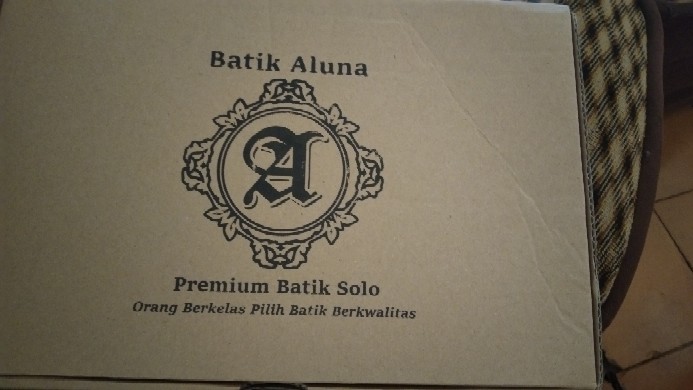 Batik Aluna
A
Premium Batik Solo
Orang Berkelas Pilih Batik Berkwalitas